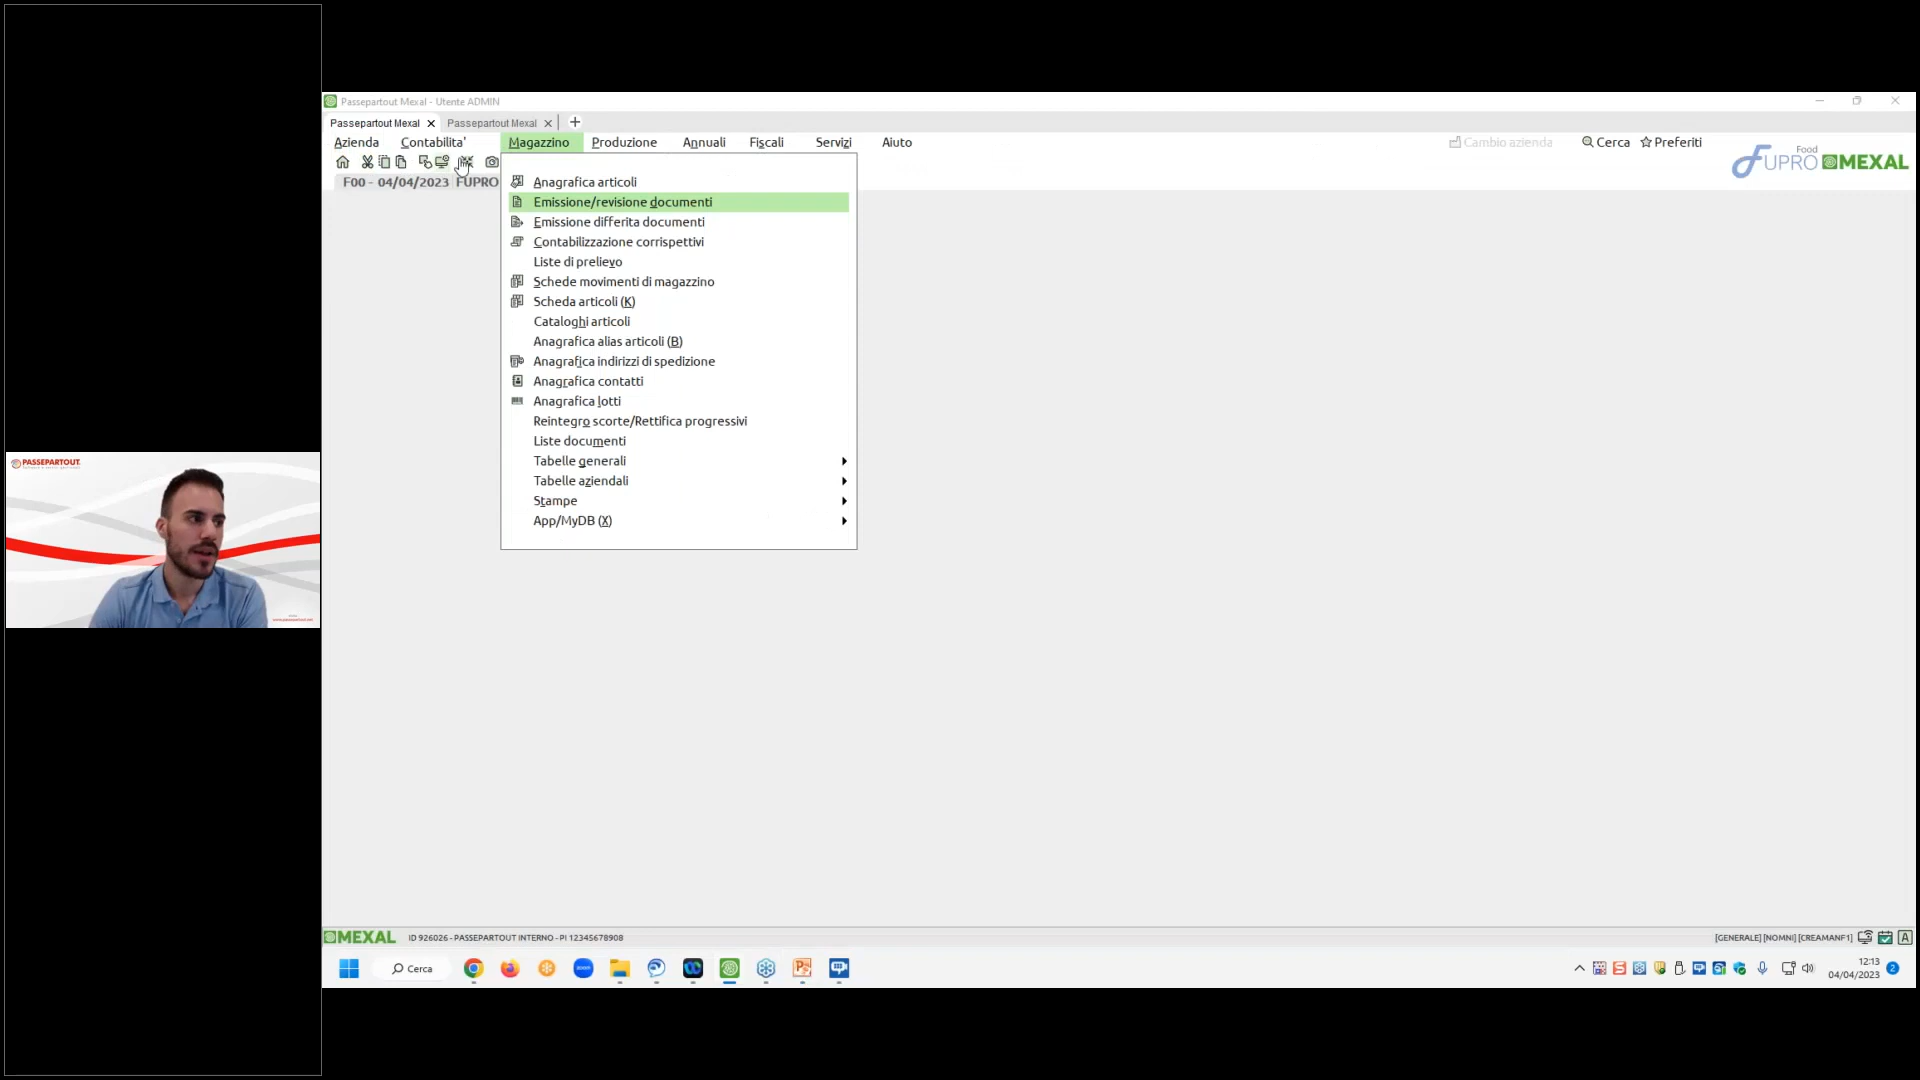 Passepartout Mexal - Utente ADMIN
Passepartout Mexal
Passepartout Mexal
Azienda
Contabilita'
Magazzino
Produzione
Annuali
Fiscali
Servizi
Aiuto
Cambio azienda
Cerca
Preferiti
F00 - 04/04/2023
FUPRO
Food
FUPRO MEXAL
Anagrafica articoli
Emissione/revisione documenti
Emissione differita documenti
Contabilizzazione corrispettivi
Liste di prelievo
Schede movimenti di magazzino
Scheda articoli (K)
Cataloghi articoli
Anagrafica alias articoli (B)
Anagrafica indirizzi di spedizione
Anagrafica contatti
Anagrafica lotti
Reintegro scorte/Rettifica progressivi
Liste documenti
Tabelle generali
Tabelle aziendali
Stampe
App/MyDB (X)
PASSEPARTOUT
MEXAL
ID 926026 - PASSEPARTOUT INTERNO - PI 12345678908
[GENERALE] [NOMNI] [CREAMANF1]
A
Cerca
zoom
12:13
04/04/2023
2